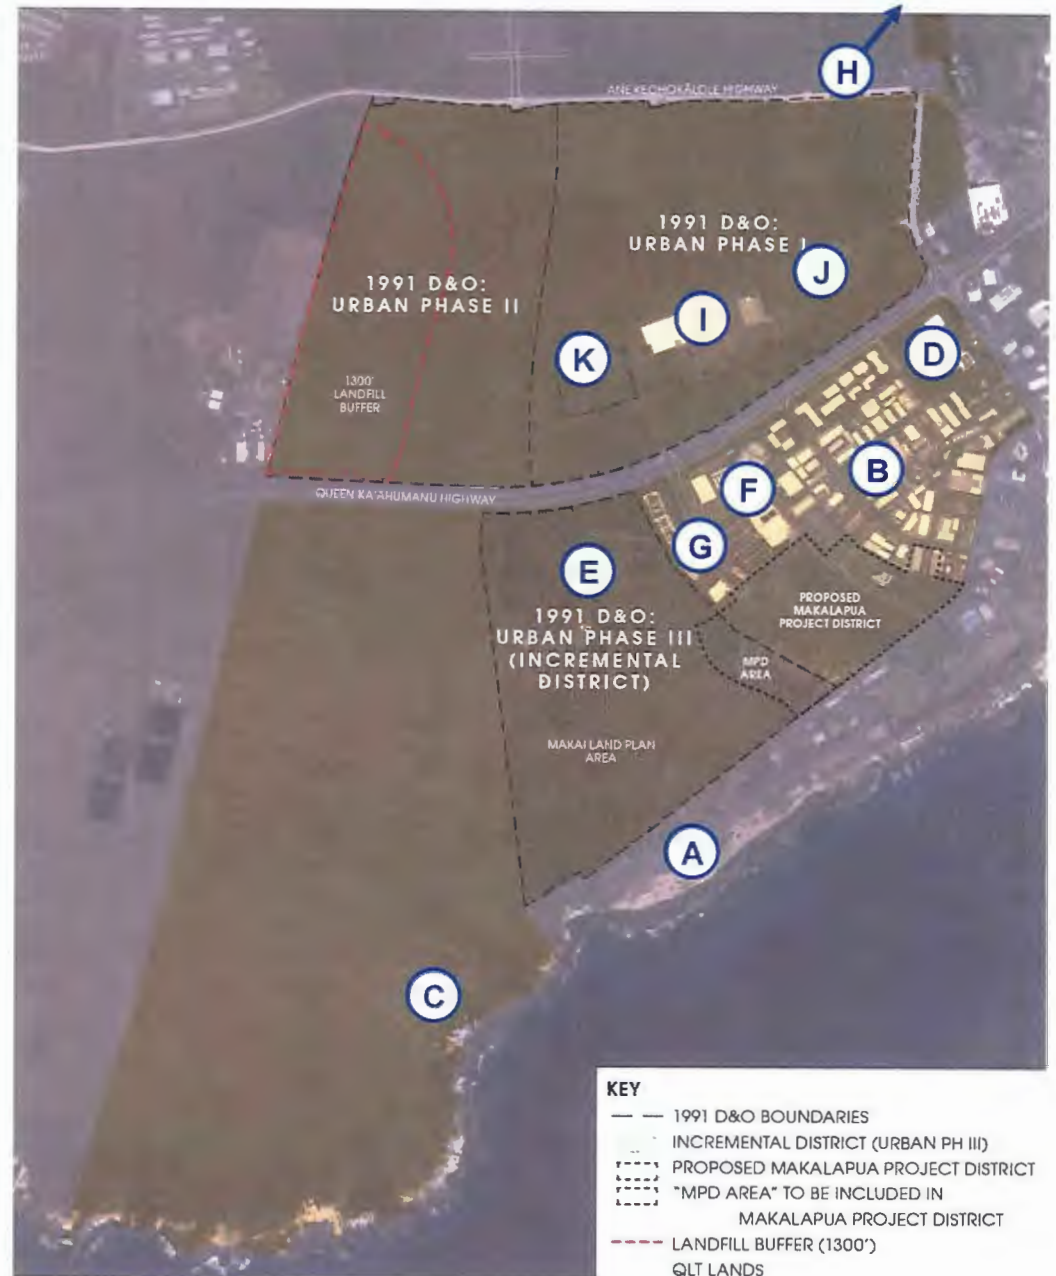 H
ANE KEOHOKĀLOLE HIGHWAY
1991 D&O:
URBAN PHASE I
J
1991 D&O:
URBAN PHASE II
I
K
D
1300'
LANDFILL
BUFFER
B
QUEEN KA'AHUMANU HIGHWAY
F
G
E
PROPOSED
MAKALAPUA
PROJECT DISTRICT
1991 D&O:
URBAN PHASE III
(INCREMENTAL
DISTRICT)
MPD
AREA
MAKAI LAND PLAN
AREA
A
C
KEY
1991 D&O BOUNDARIES
INCREMENTAL DISTRICT (URBAN PH III)
PROPOSED MAKALAPUA PROJECT DISTRICT
"MPD AREA" TO BE INCLUDED IN
MAKALAPUA PROJECT DISTRICT
LANDFILL BUFFER (1300')
QLT LANDS